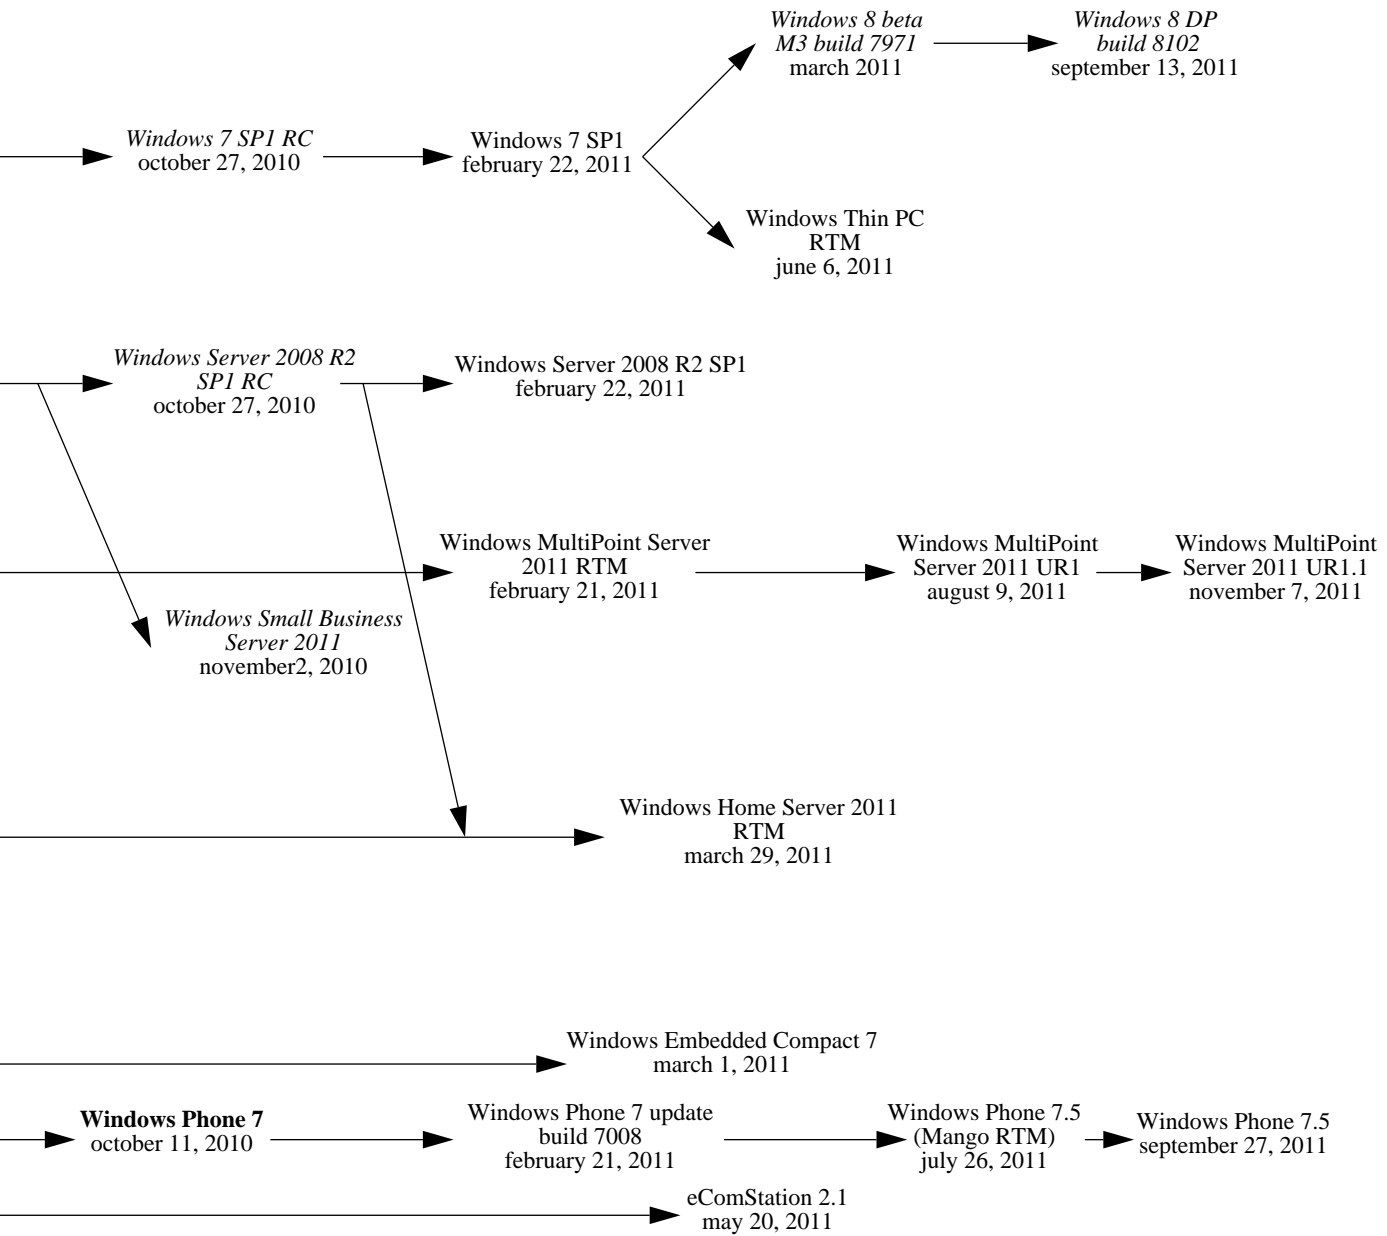 Windows 8 beta
M3 build 7971
march 2011
Windows 8 DP
build 8102
september 13, 2011
Windows 7 SP1 RC
october 27, 2010
Windows 7 SP1
february 22, 2011
Windows Thin PC
RTM
june 6, 2011
Windows Server 2008 R2
SP1 RC
october 27, 2010
Windows Server 2008 R2 SP1
february 22, 2011
Windows MultiPoint Server
2011 RTM
february 21, 2011
Windows MultiPoint
Server 2011 UR1
august 9, 2011
Windows MultiPoint
Server 2011 UR1.1
november 7, 2011
Windows Small Business
Server 2011
november2, 2010
Windows Home Server 2011
RTM
march 29, 2011
Windows Embedded Compact 7
march 1, 2011
Windows Phone 7
october 11, 2010
Windows Phone 7 update
build 7008
february 21, 2011
Windows Phone 7.5
(Mango RTM)
july 26, 2011
Windows Phone 7.5
september 27, 2011
eComStation 2.1
may 20, 2011